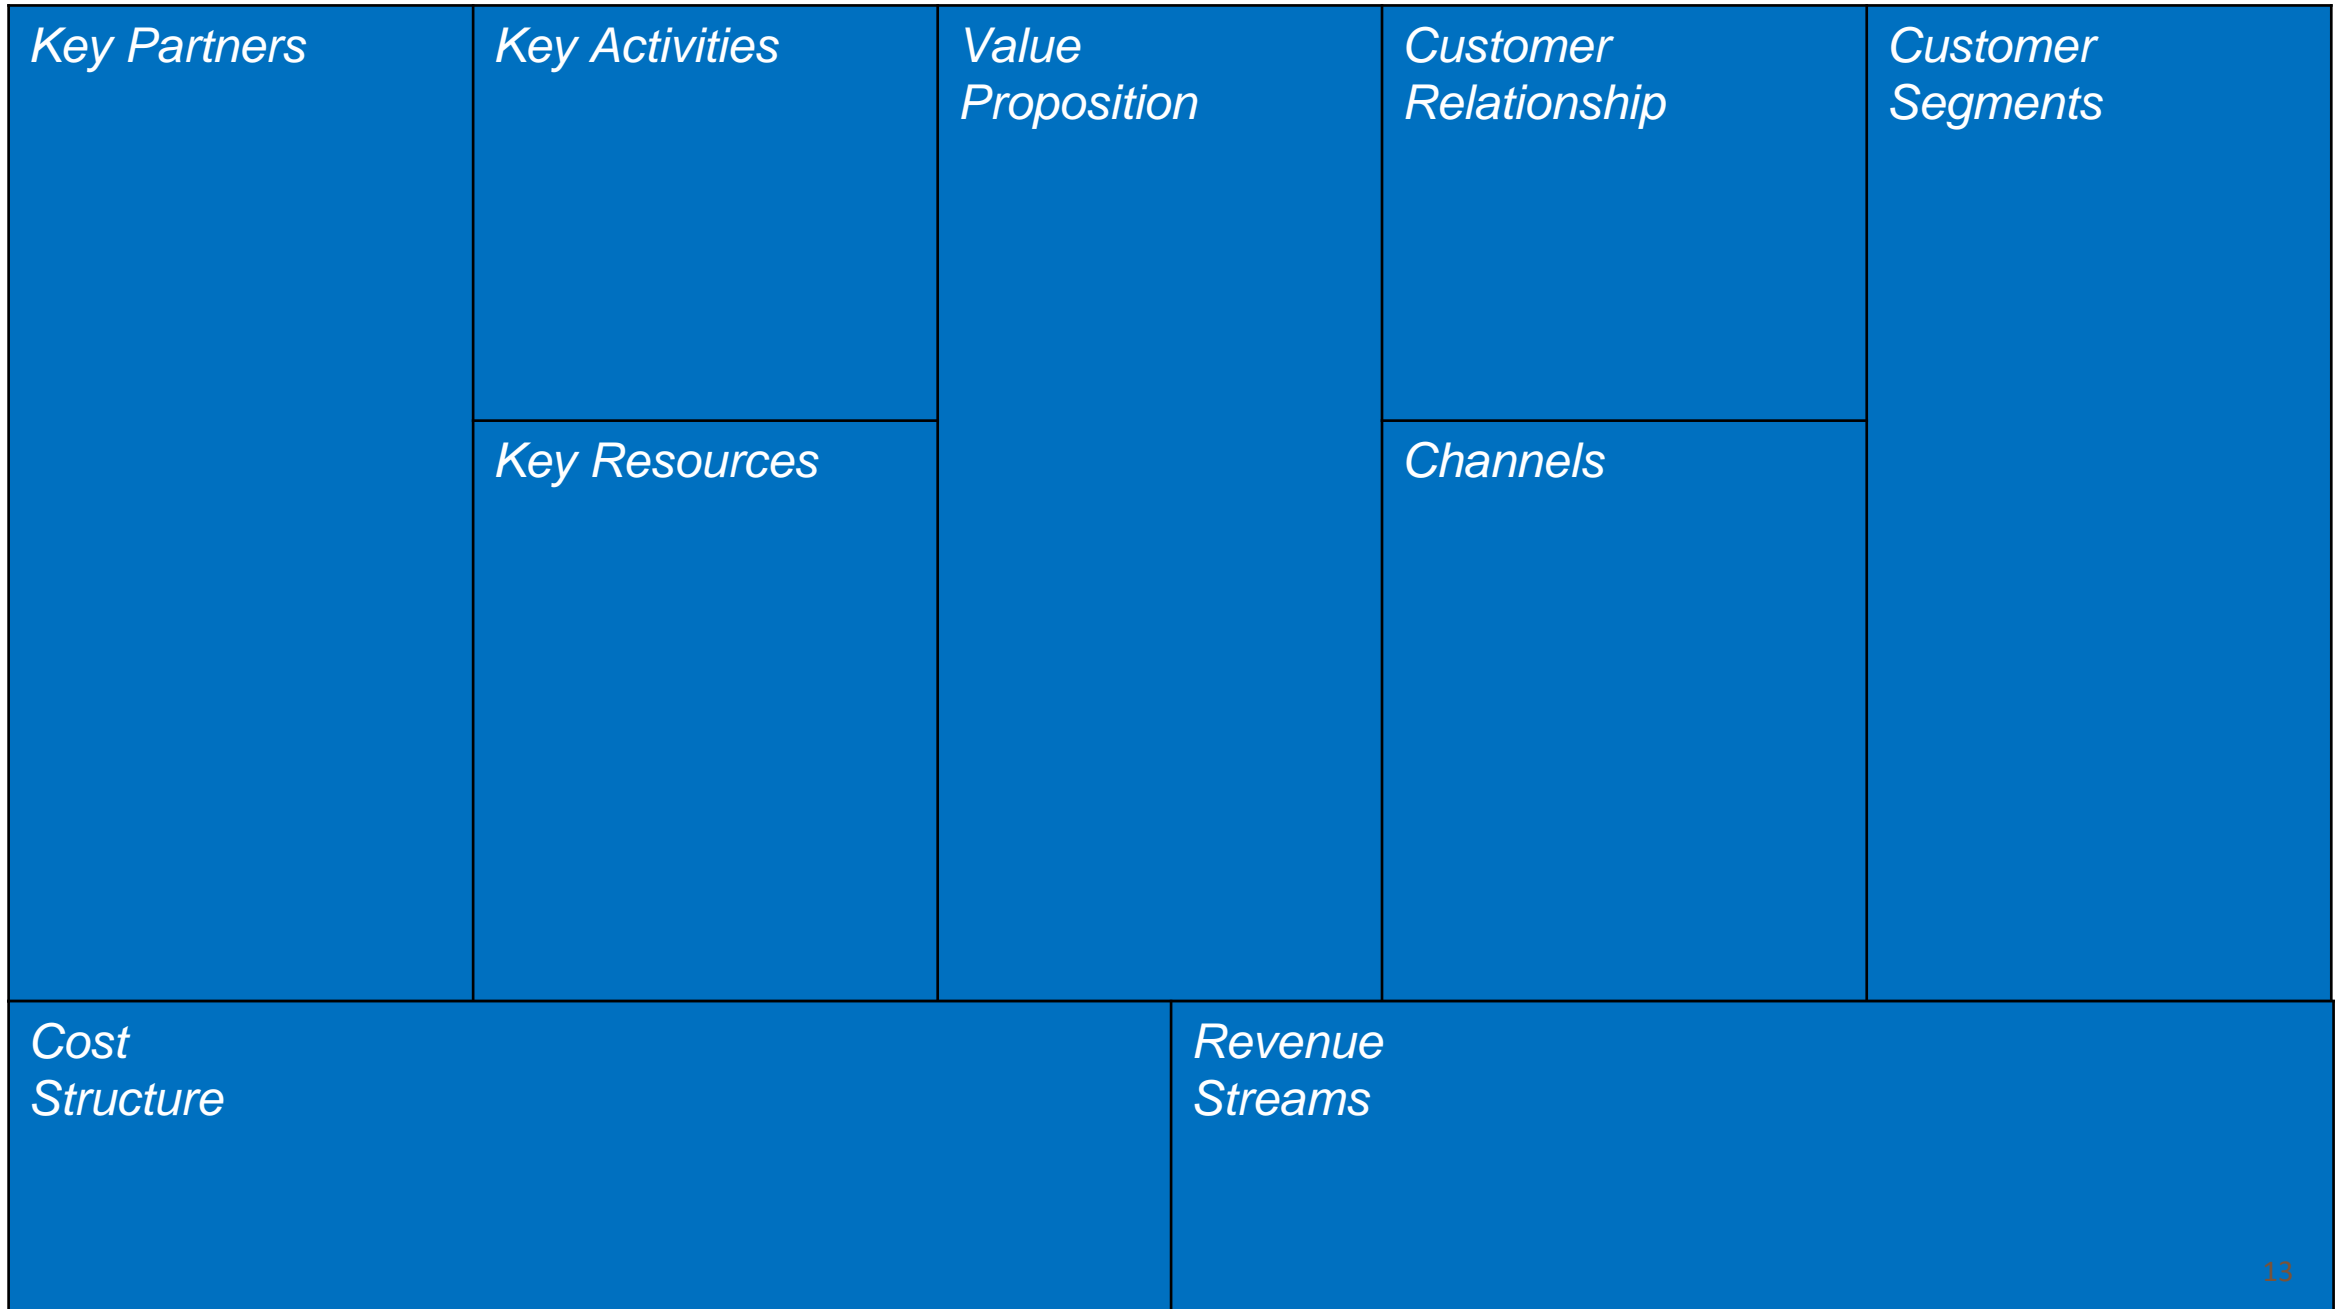 Key Partners
Key Activities
Value
Proposition
Customer
Relationship
Customer
Segments
Key Resources
Channels
Cost
Structure
Revenue
Streams
13